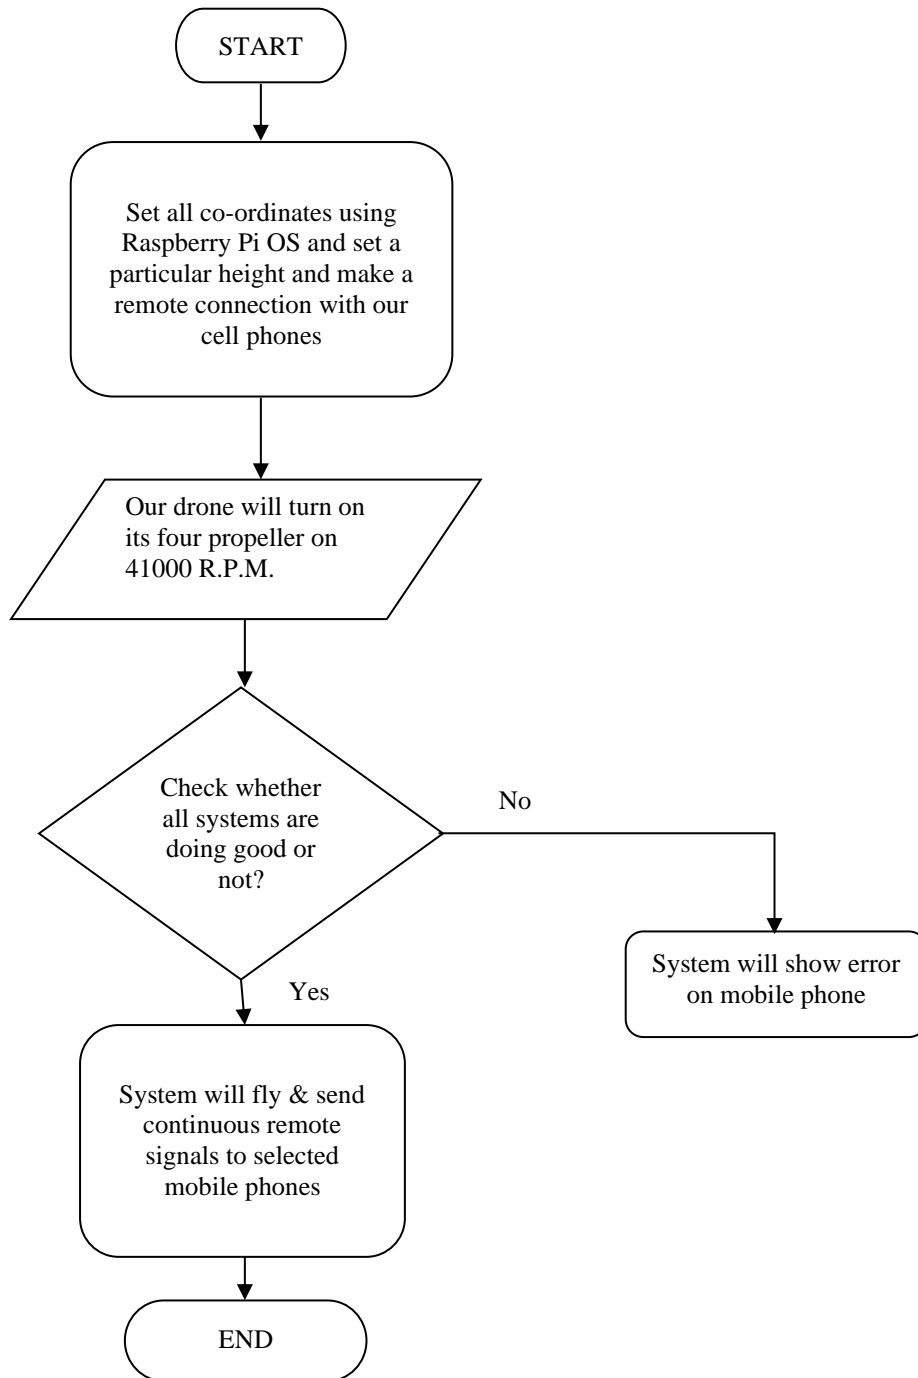 START
Set all co-ordinates using
Raspberry Pi OS and set a
particular height and make a
remote connection with our
cell phones
Our drone will turn on
its four propeller on
41000 R.P.M.
Check whether
all systems are
doing good or
not?
No
System will show error
on mobile phone
Yes
System will fly & send
continuous remote
signals to selected
mobile phones
END